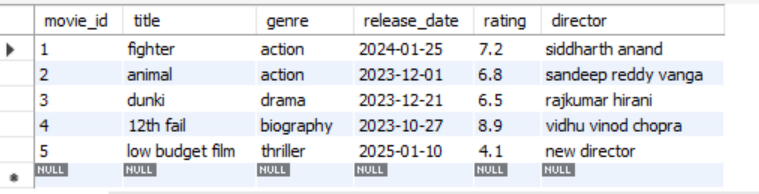 movie_id title genre release_date rating director
1 fighter action 2024-01-25 7.2 siddharth anand
2 animal action 2023-12-01 6.8 sandeep reddy vanga
3 dunki drama 2023-12-21 6.5 rajkumar hirani
4 12th fail biography 2023-10-27 8.9 vidhu vinod chopra
5 low budget film thriller 2025-01-10 4.1 new director
NULL NULL NULL NULL NULL NULL